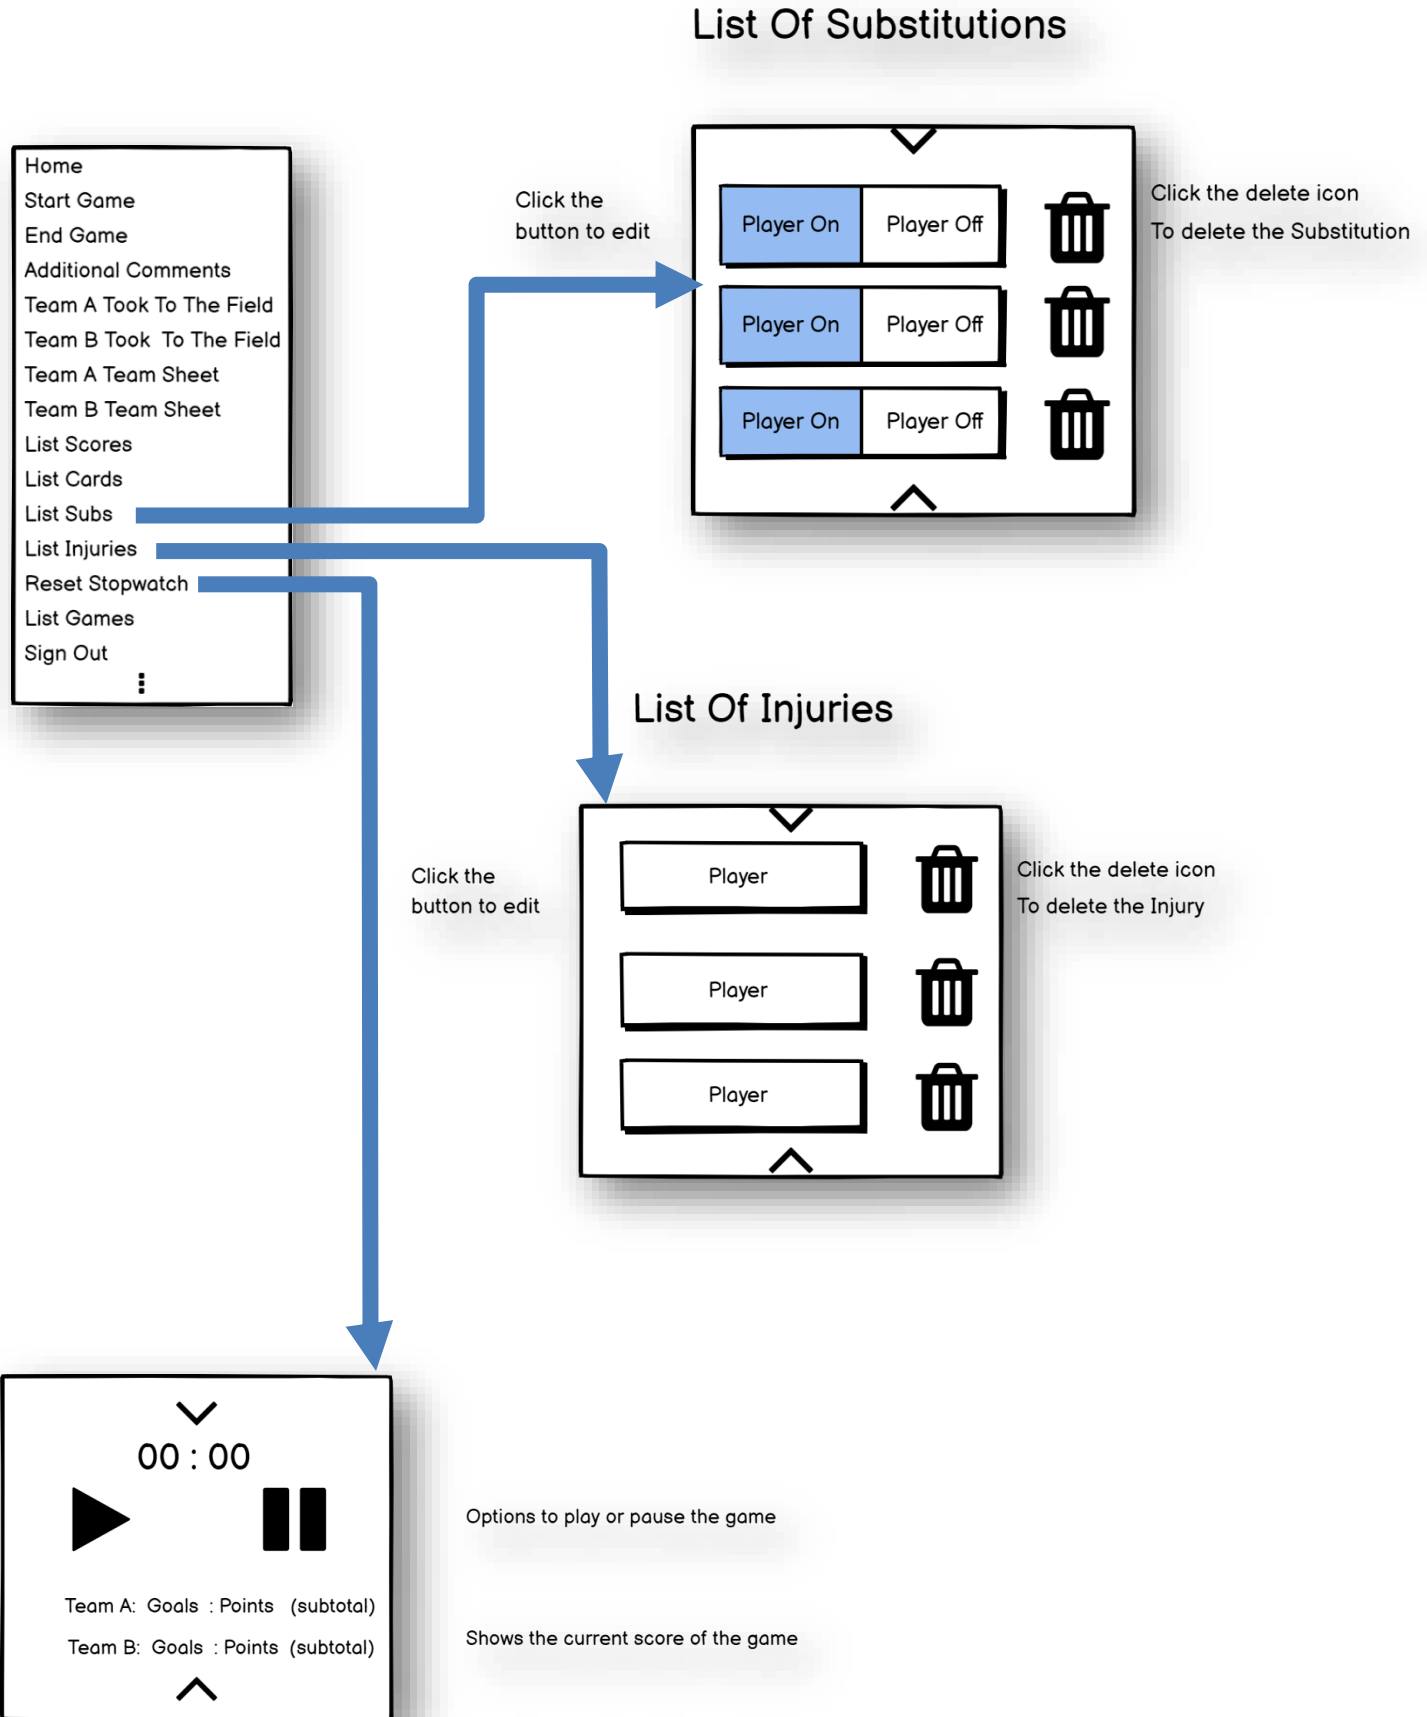 List Of Substitutions
Home
Start Game
End Game
Additional Comments
Team A Took To The Field
Team B Took To The Field
Team A Team Sheet
Team B Team Sheet
List Scores
List Cards
List Subs
List Injuries
Reset Stopwatch
List Games
Sign Out
Click the
button to edit
Player On Player Off
Player On Player Off
Player On Player Off
Click the delete icon
To delete the Substitution
List Of Injuries
Click the
button to edit
Player
Player
Player
Click the delete icon
To delete the Injury
00 : 00
Options to play or pause the game
Team A: Goals : Points (subtotal)
Team B: Goals : Points (subtotal)
Shows the current score of the game